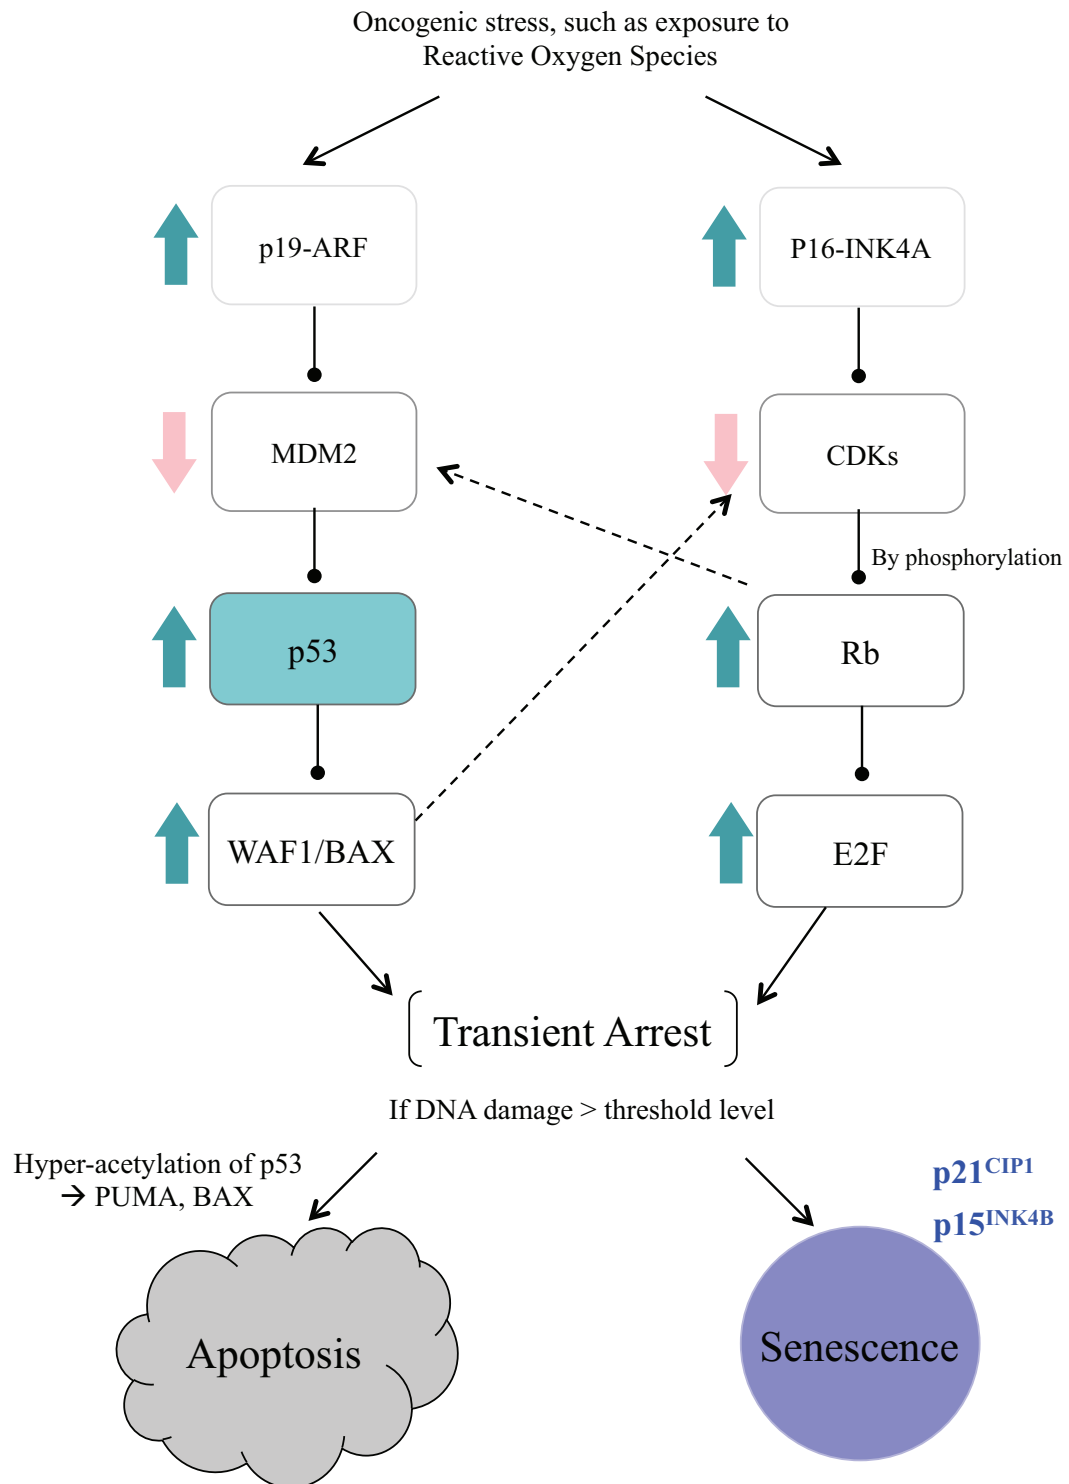 Oncogenic stress, such as exposure to
Reactive Oxygen Species
p19-ARF
P16-INK4A
MDM2
CDKs
By phosphorylation
p53
Rb
WAF1/BAX
E2F
Transient Arrest
If DNA damage > threshold level
Hyper-acetylation of p53
→ PUMA, BAX
p21CIP1
p15INK4B
Apoptosis
Senescence